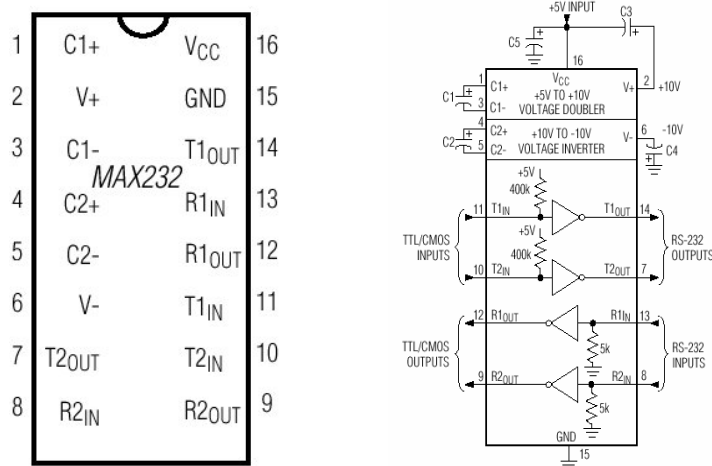 1 C1+ VCC 16
2 V+ GND 15
3 C1- T1OUT 14
MAX232
4 C2+ R1IN 13
5 C2- R1OUT 12
6 V- T1IN 11
7 T2OUT T2IN 10
8 R2IN R2OUT 9
+5V INPUT
C3
C5 +
+
16
1 C1+ VCC V+ 2 +10V
C1 + +5V TO +10V
3 C1- VOLTAGE DOUBLER
4 C2+ +10V TO -10V V- 6 -10V
C2 + 5 C2- VOLTAGE INVERTER
+ C4
+5V
400k
11 T1IN T1OUT 14
+5V
TTL/CMOS INPUTS
400k
RS-232 OUTPUTS
10 T2IN T2OUT 7
12 R1OUT R1IN 13
TTL/CMOS OUTPUTS
5k
RS-232 INPUTS
9 R2OUT R2IN 8
5k
GND
15